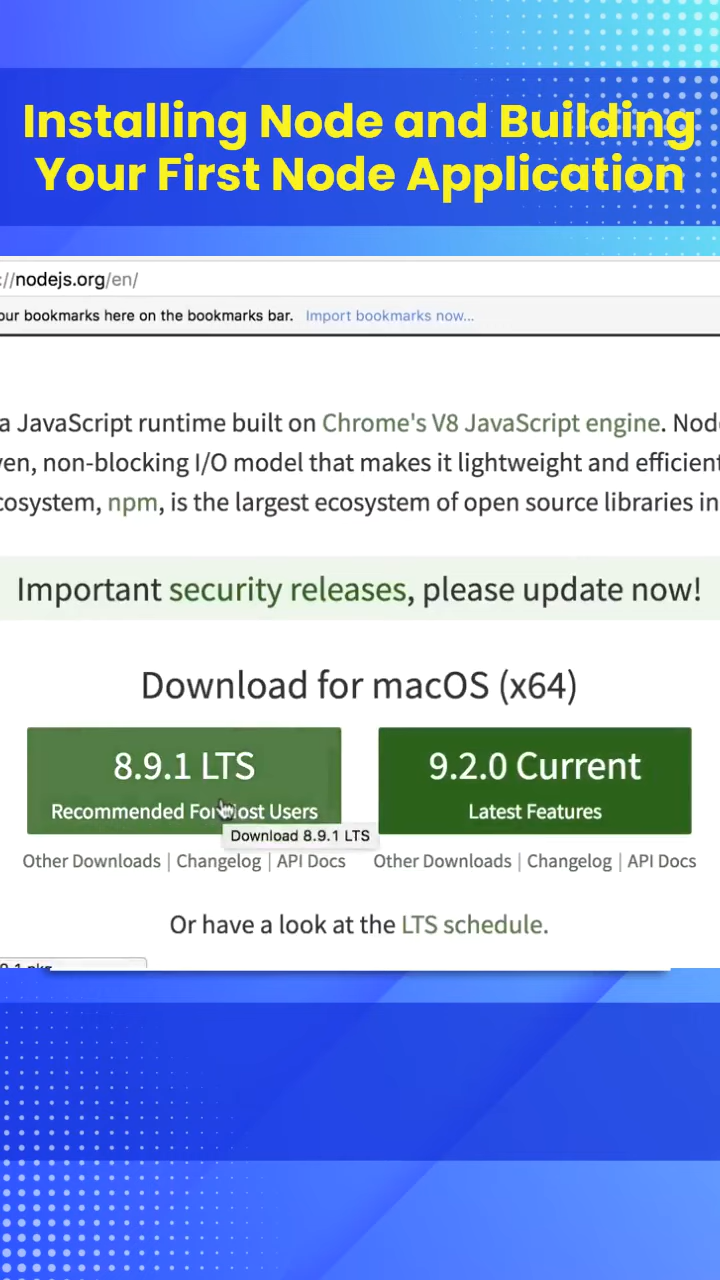 Installing Node and Building
Your First Node Application
://nodejs.org/en/
our bookmarks here on the bookmarks bar. Import bookmarks now...
a JavaScript runtime built on Chrome's V8 JavaScript engine. Nod
ven, non-blocking I/O model that makes it lightweight and efficient
cosystem, npm, is the largest ecosystem of open source libraries in
Important security releases, please update now!
Download for macOS (x64)
8.9.1 LTS
Recommended For Most Users
9.2.0 Current
Latest Features
Download 8.9.1 LTS
Other Downloads | Changelog | API Docs
Other Downloads | Changelog | API Docs
Or have a look at the LTS schedule.